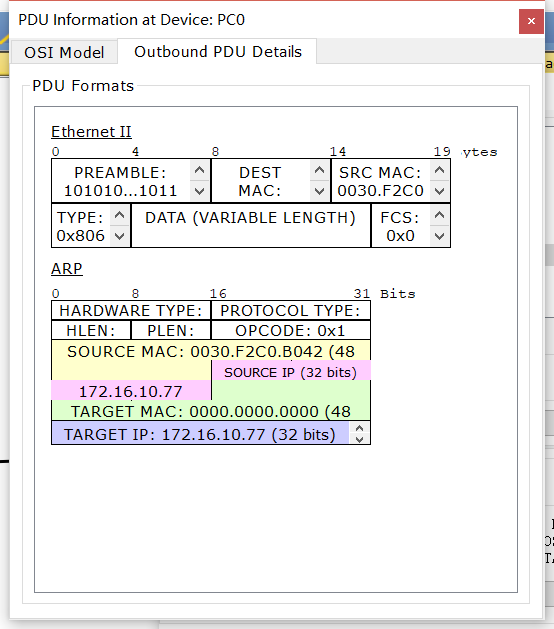 PDU Information at Device: PC0
×
OSI Model
Outbound PDU Details
PDU Formats
Ethernet II
0 4 8 14 19 ytes
PREAMBLE: DEST SRC MAC:
101010...1011 MAC: 0030.F2C0
TYPE: DATA (VARIABLE LENGTH) FCS:
0x806 0x0
ARP
0 8 16 31 Bits
HARDWARE TYPE: PROTOCOL TYPE:
HLEN: PLEN: OPCODE: 0x1
SOURCE MAC: 0030.F2C0.B042 (48
SOURCE IP (32 bits)
172.16.10.77
TARGET MAC: 0000.0000.0000 (48
TARGET IP: 172.16.10.77 (32 bits)